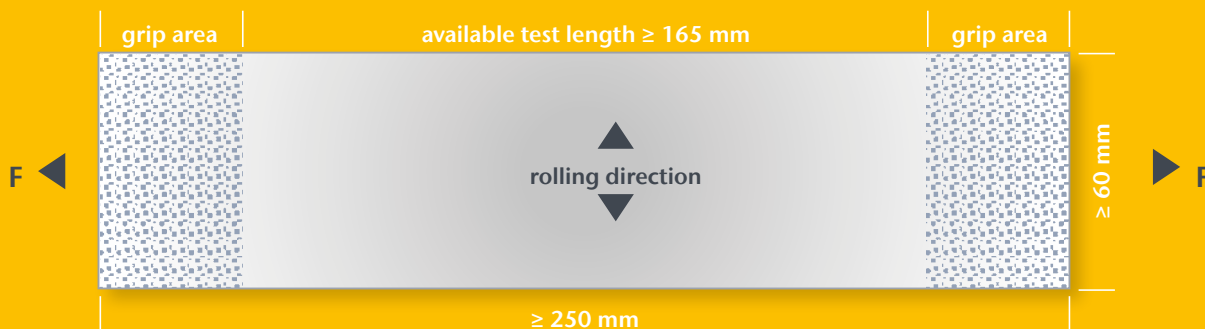 grip area
available test length ≥ 165 mm
grip area
F
rolling direction
≥ 60 mm
F
≥ 250 mm